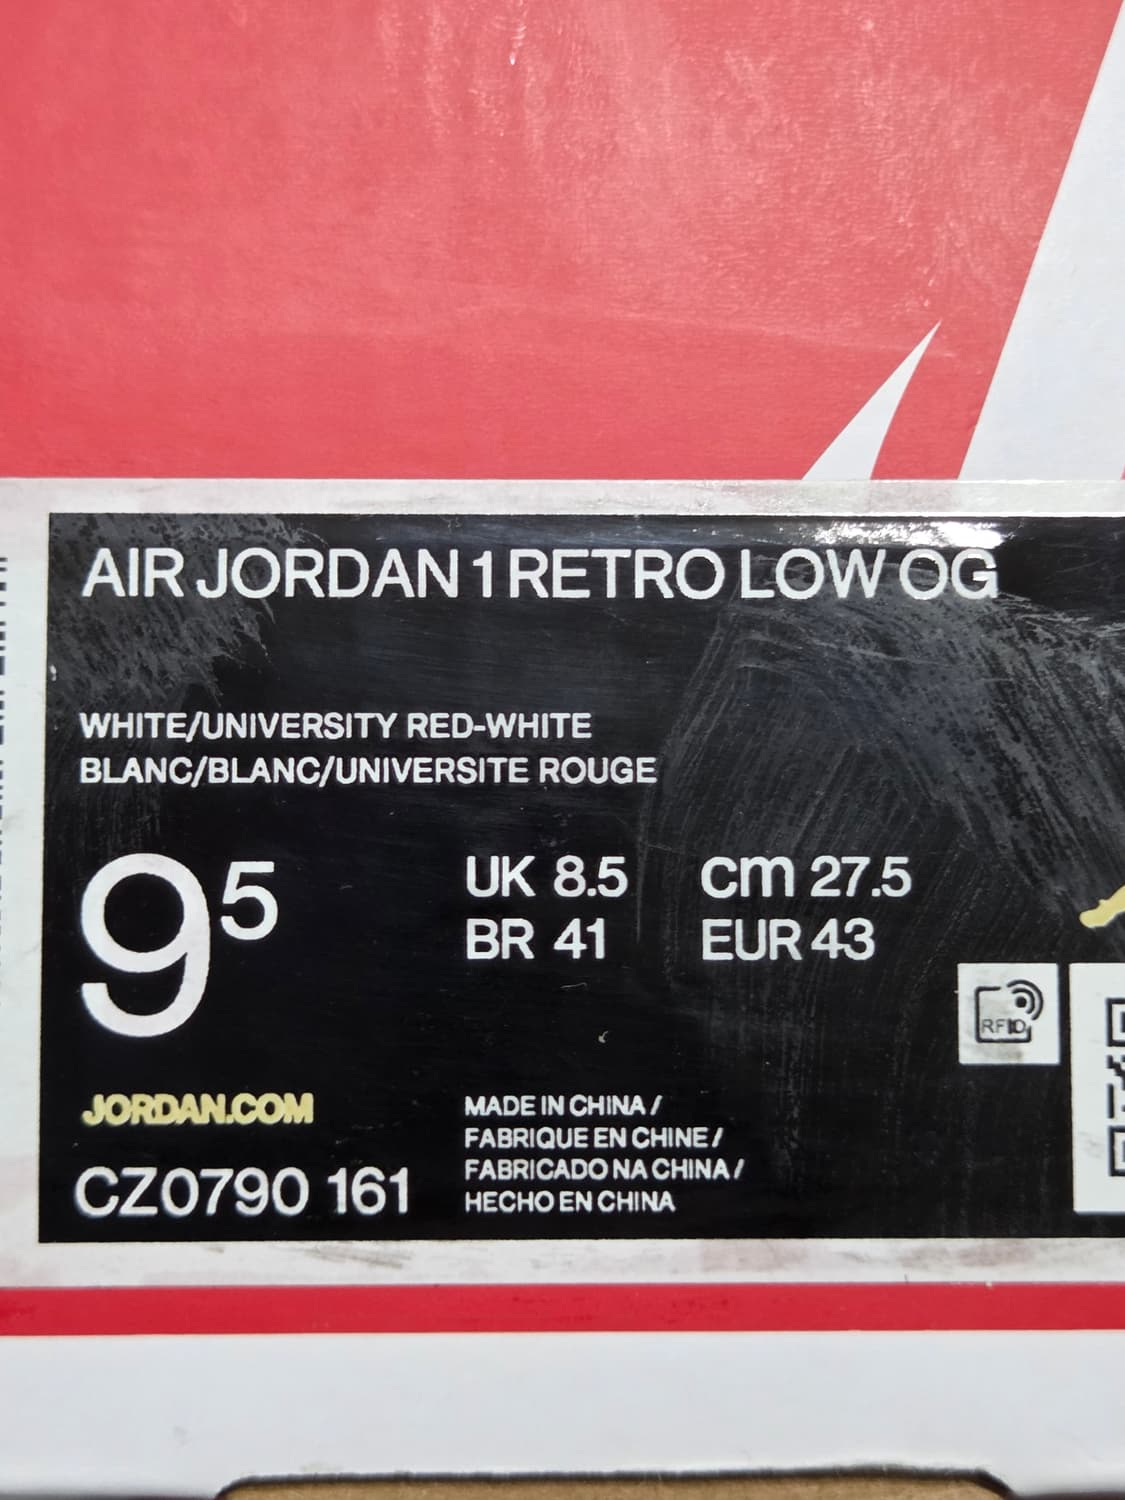 AIR JORDAN 1 RETRO LOW OG
WHITE/UNIVERSITY RED-WHITE
BLANC/BLANC/UNIVERSITE ROUGE
9 5
UK 8.5 cm 27.5
BR 41 EUR 43
RFID
JORDAN.COM
CZ0790 161
MADE IN CHINA /
FABRIQUE EN CHINE /
FABRICADO NA CHINA /
HECHO EN CHINA